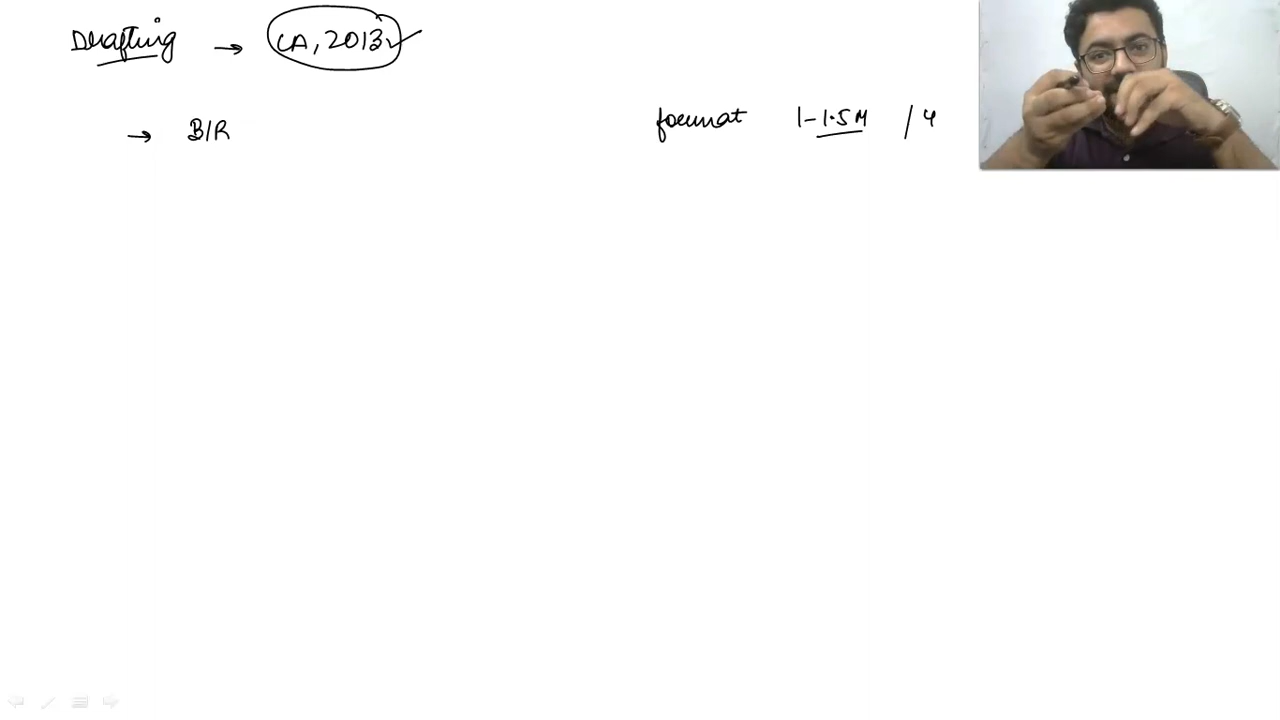 Drafting → CA, 2013 ✓
→ B/R
format 1-1.5M / 4